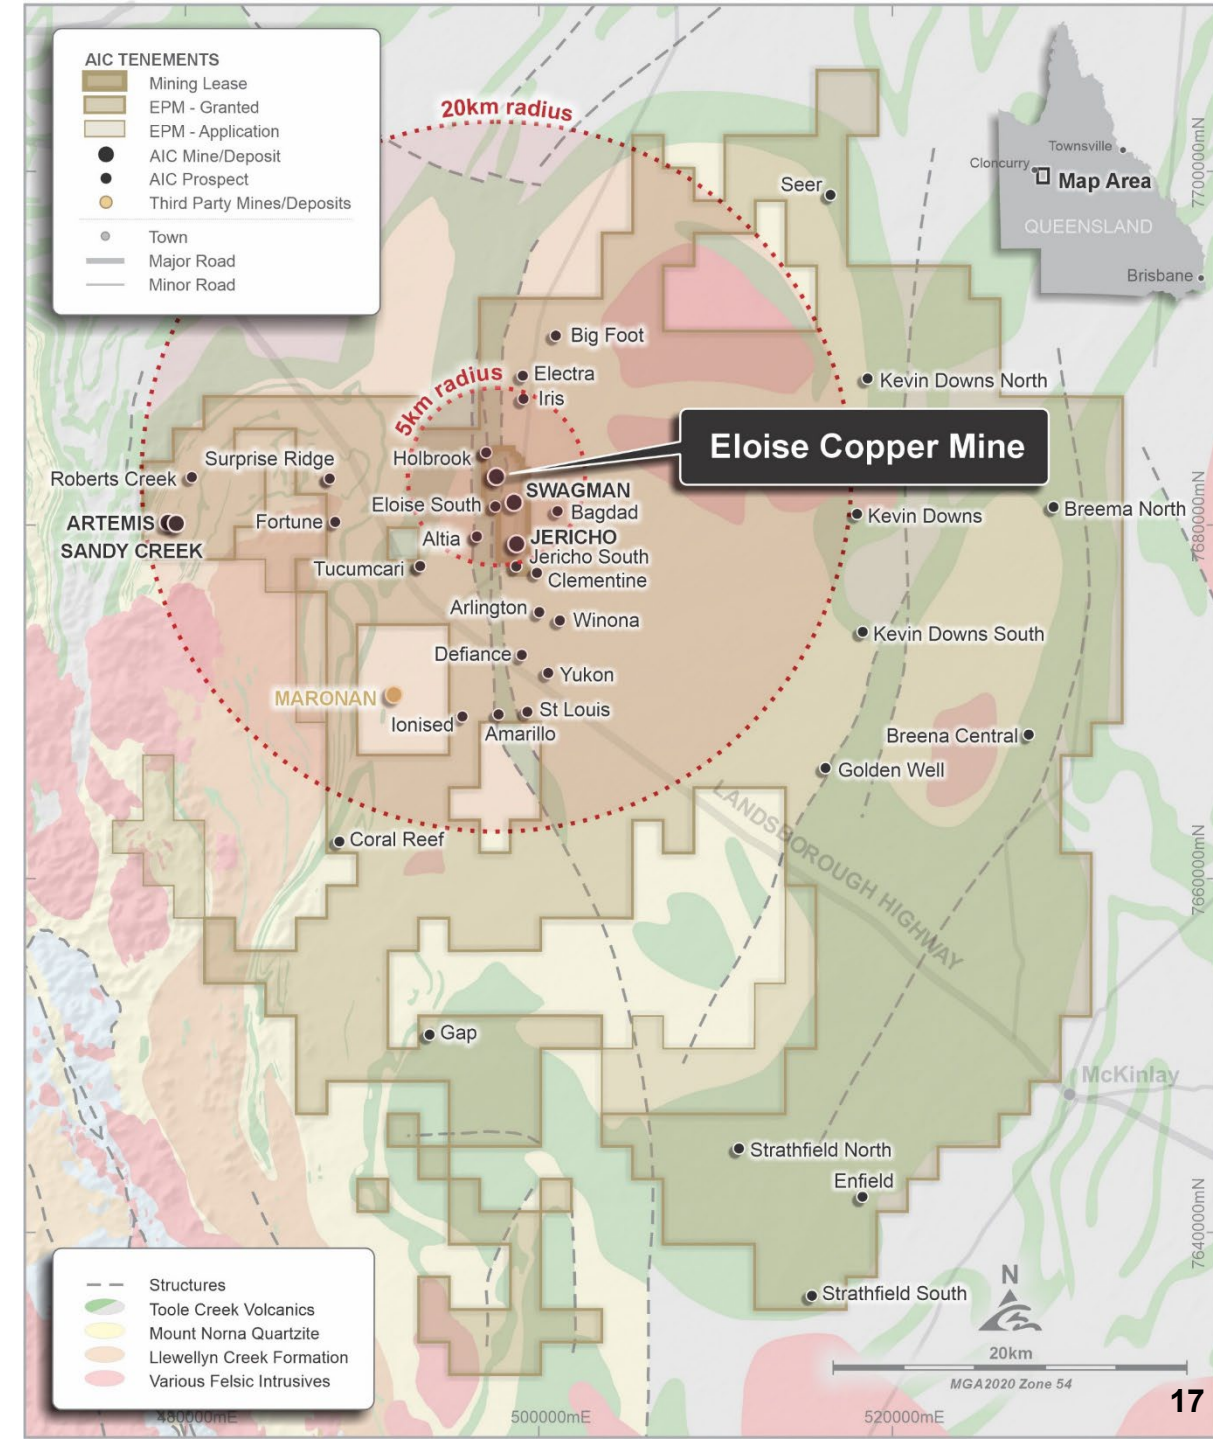 AIC TENEMENTS
Mining Lease
EPM - Granted
EPM - Application
AIC Mine/Deposit
AIC Prospect
Third Party Mines/Deposits
Town
Major Road
Minor Road
20km radius
Seer
Townsville
Cloncurry
Map Area
QUEENSLAND
Brisbane
7700000mN
Big Foot
Electra
Iris
5km radius
Kevin Downs North
Eloise Copper Mine
Holbrook
Surprise Ridge
Roberts Creek
SWAGMAN
Eloise South
Bagdad
Kevin Downs
Breema North
ARTEMIS
Fortune
SANDY CREEK
Altia
JERICHO
Jericho South
Tucumcari
Clementine
7680000mN
Arlington
Winona
Kevin Downs South
Defiance
Yukon
MARONAN
Ionised
St Louis
Amarillo
Breena Central
Golden Well
LANDSBOROUGH HIGHWAY
Coral Reef
7660000mN
Gap
McKinlay
Strathfield North
Enfield
7640000mN
Strathfield South
Structures
Toole Creek Volcanics
Mount Norna Quartzite
Llewellyn Creek Formation
Various Felsic Intrusives
N
20km
MGA2020 Zone 54
480000mE
500000mE
520000mE
17